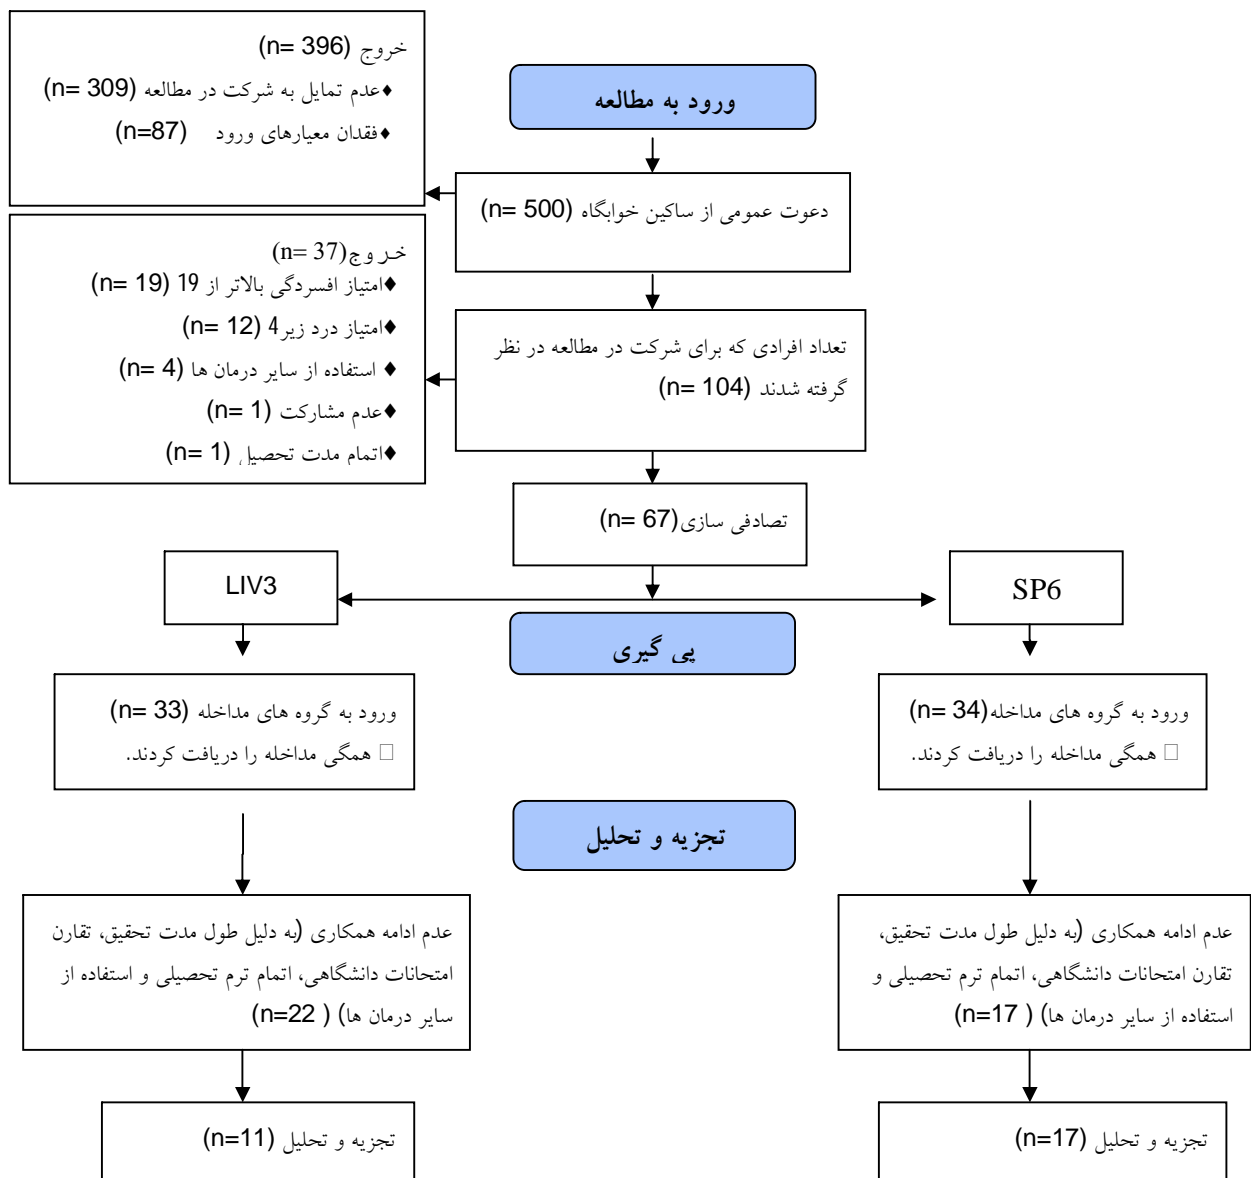 خروج (n= 396)
♦عدم تمایل به شرکت در مطالعه (n= 309)
♦فقدان معیارهای ورود (n=87)
ورود به مطالعه
دعوت عمومی از ساکین خوابگاه (n= 500)
خروج(n= 37)
♦امتیاز افسردگی بالاتر از 19 (n= 19)
♦امتیاز درد زیر4 (n= 12)
♦ استفاده از سایر درمان ها (n= 4)
♦عدم مشارکت (n= 1)
♦اتمام مدت تحصیل (n= 1)
تعداد افرادی که برای شرکت در مطالعه در نظر
گرفته شدند (n= 104)
تصادفی سازی(n= 67)
LIV3
SP6
پی گیری
ورود به گروه های مداخله (n= 33)
□ همگی مداخله را دریافت کردند.
ورود به گروه های مداخله(n= 34)
□ همگی مداخله را دریافت کردند.
تجزیه و تحلیل
عدم ادامه همکاری (به دلیل طول مدت تحقیق، تقارن
امتحانات دانشگاهی، اتمام ترم تحصیلی و استفاده از
سایر درمان ها) ( n=22)
عدم ادامه همکاری (به دلیل طول مدت تحقیق،
تقارن امتحانات دانشگاهی، اتمام ترم تحصیلی و
استفاده از سایر درمان ها) ( n=17)
تجزیه و تحلیل (n=11)
تجزیه و تحلیل (n=17)